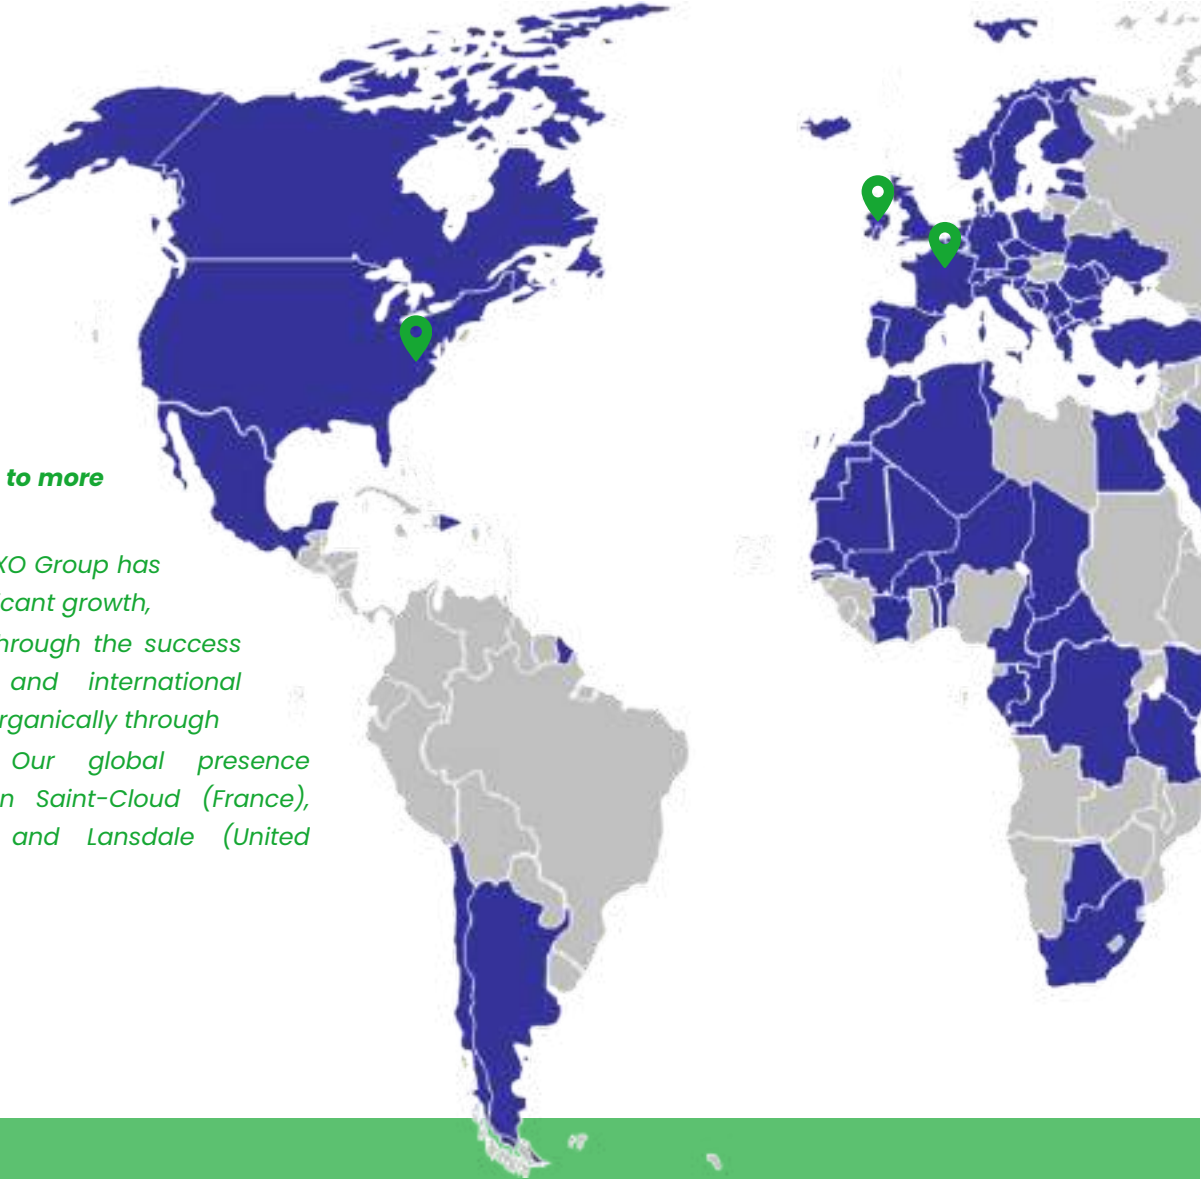 to more
XO Group has
icant growth,
hrough the success
and international
rganically through
Our global presence
n Saint-Cloud (France),
and Lansdale (United